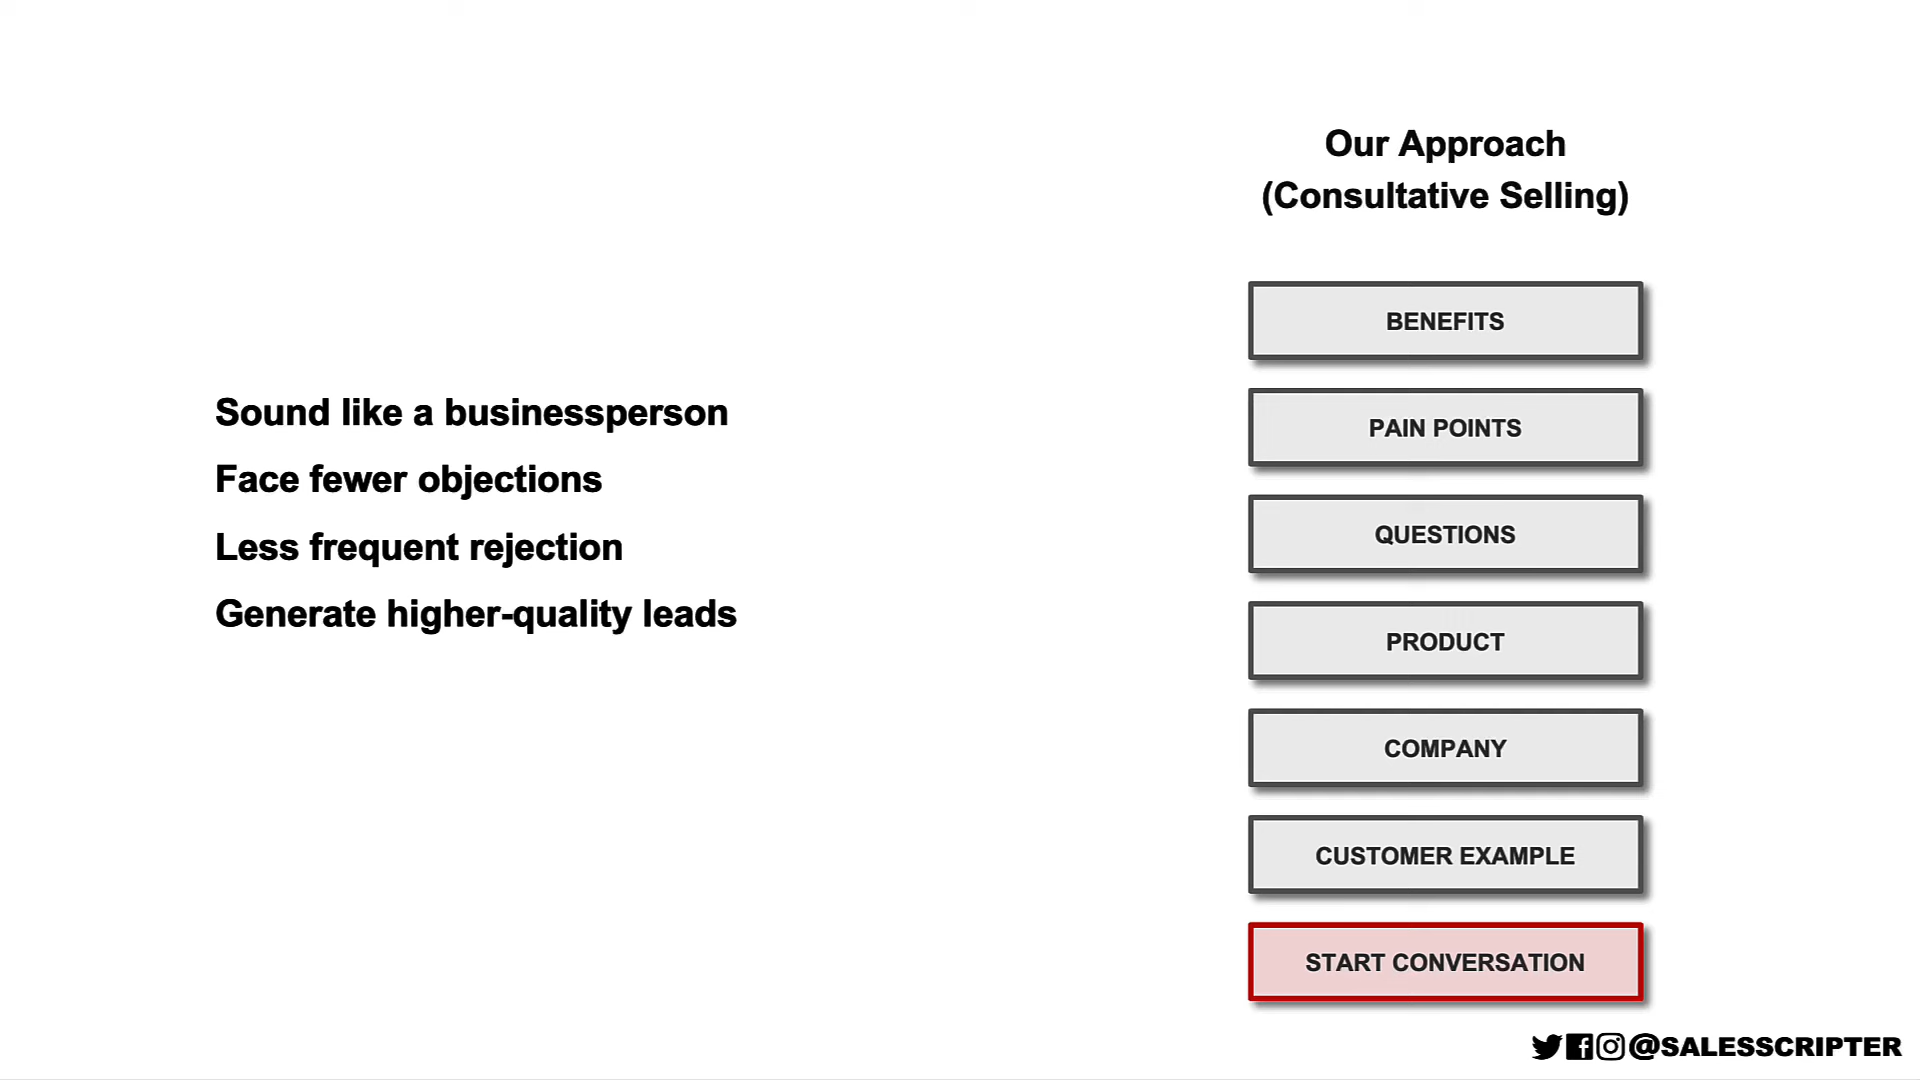 Our Approach
(Consultative Selling)
Sound like a businessperson
Face fewer objections
Less frequent rejection
Generate higher-quality leads
BENEFITS
PAIN POINTS
QUESTIONS
PRODUCT
COMPANY
CUSTOMER EXAMPLE
START CONVERSATION
@SALESSCRIPTER